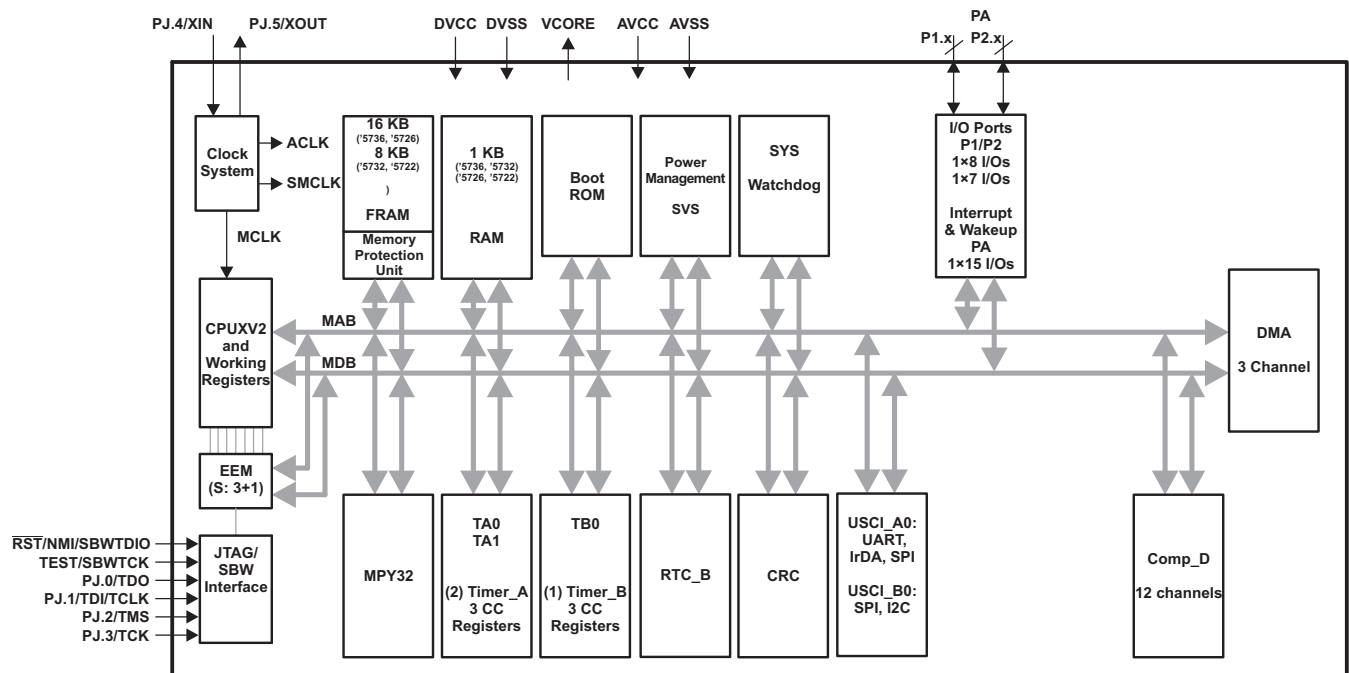 PJ.4/XIN
PJ.5/XOUT
DVCC
DVSS
VCORE
AVCC
AVSS
PA
P1.x
P2.x
Clock
System
ACLK
SMCLK
MCLK
16 KB
('5736, '5726)
8 KB
('5732, '5722)
)
FRAM
Memory
Protection
Unit
1 KB
('5736, '5732)
('5726, '5722)
RAM
Boot
ROM
Power
Management
SVS
SYS
Watchdog
I/O Ports
P1/P2
1×8 I/Os
1×7 I/Os
Interrupt
& Wakeup
PA
1×15 I/Os
CPUXV2
and
Working
Registers
MAB
MDB
DMA
3 Channel
EEM
(S: 3+1)
RST/NMI/SBWTDIO
TEST/SBWTCK
PJ.0/TDO
PJ.1/TDI/TCLK
PJ.2/TMS
PJ.3/TCK
JTAG/
SBW
Interface
MPY32
TA0
TA1
(2) Timer_A
3 CC
Registers
TB0
(1) Timer_B
3 CC
Registers
RTC_B
CRC
USCI_A0:
UART,
IrDA, SPI
USCI_B0:
SPI, I2C
Comp_D
12 channels